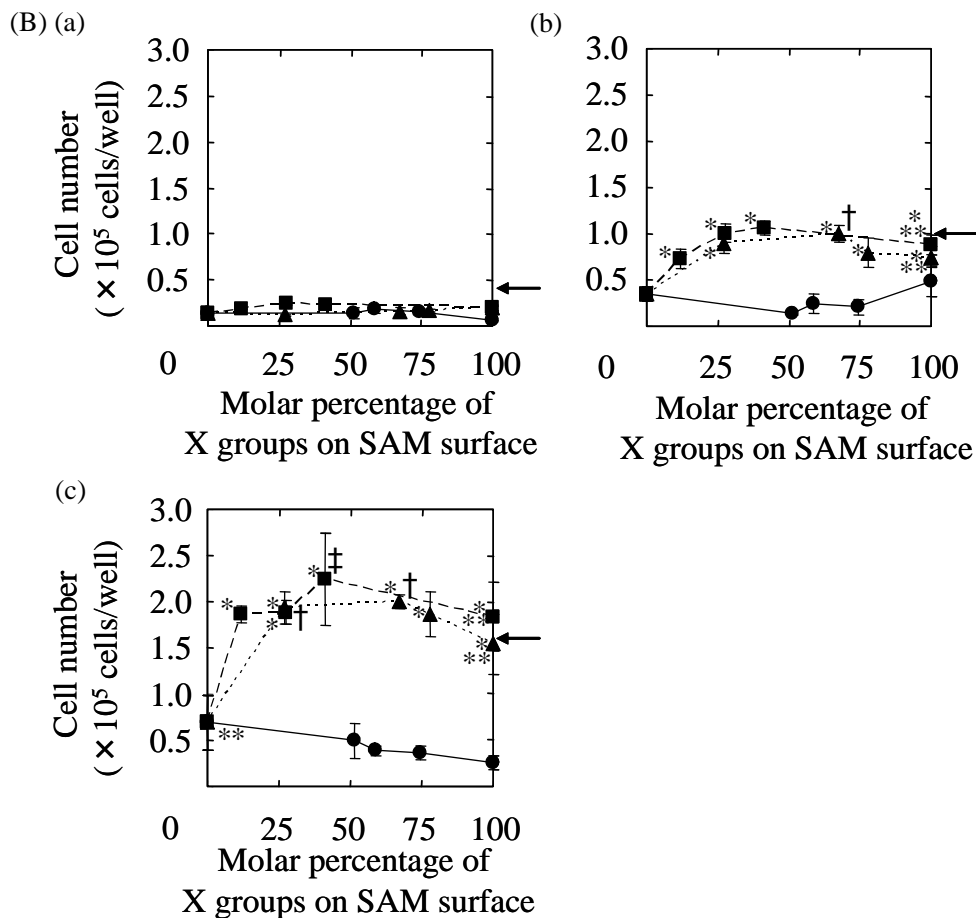 (B) (a)
3.0
2.5
2.0
1.5
1.0
0.5
0 25 50 75 100
Cell number
( × 10⁵ cells/well)
Molar percentage of
X groups on SAM surface
(b)
3.0
2.5
2.0
1.5
1.0
0.5
0 25 50 75 100
* * * * † * * ** * **
Molar percentage of
X groups on SAM surface
(c)
3.0
2.5
2.0
1.5
1.0
0.5
0 25 50 75 100
Cell number
( × 10⁵ cells/well)
* * * † * ‡ * † * * ** * ** **
Molar percentage of
X groups on SAM surface